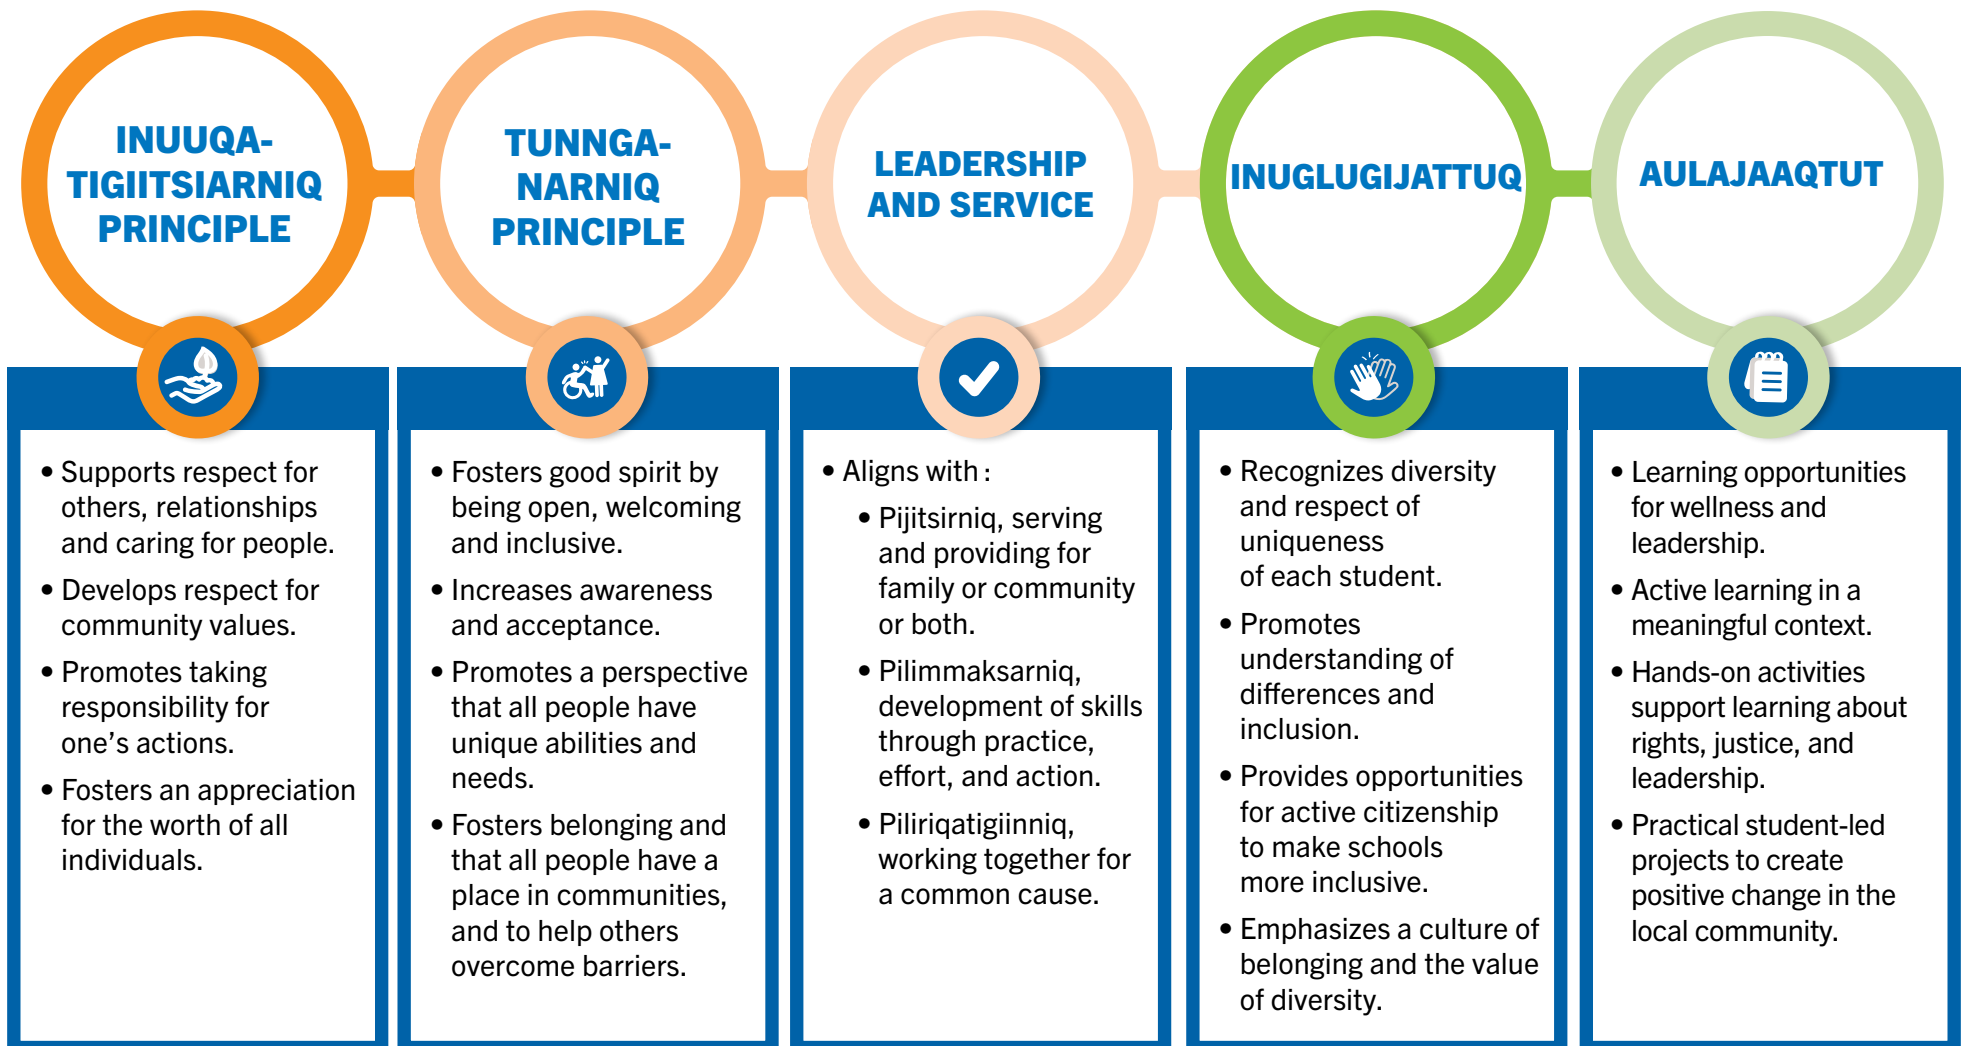 INUUQA-
TIGIITSIARNIQ
PRINCIPLE
• Supports respect for
others, relationships
and caring for people.
• Develops respect for
community values.
• Promotes taking
responsibility for
one's actions.
• Fosters an appreciation
for the worth of all
individuals.
TUNNGA-
NARNIQ
PRINCIPLE
• Fosters good spirit by
being open, welcoming
and inclusive.
• Increases awareness
and acceptance.
• Promotes a perspective
that all people have
unique abilities and
needs.
• Fosters belonging and
that all people have a
place in communities,
and to help others
overcome barriers.
LEADERSHIP
AND SERVICE
• Aligns with :
• Pijitsirniq, serving
and providing for
family or community
or both.
• Pilimmaksarniq,
development of skills
through practice,
effort, and action.
• Piliriqatigiinniq,
working together for
a common cause.
INUGLUGIJATTUQ
• Recognizes diversity
and respect of
uniqueness
of each student.
• Promotes
understanding of
differences and
inclusion.
• Provides opportunities
for active citizenship
to make schools
more inclusive.
• Emphasizes a culture of
belonging and the value
of diversity.
AULAJAAQTUT
• Learning opportunities
for wellness and
leadership.
• Active learning in a
meaningful context.
• Hands-on activities
support learning about
rights, justice, and
leadership.
• Practical student-led
projects to create
positive change in the
local community.